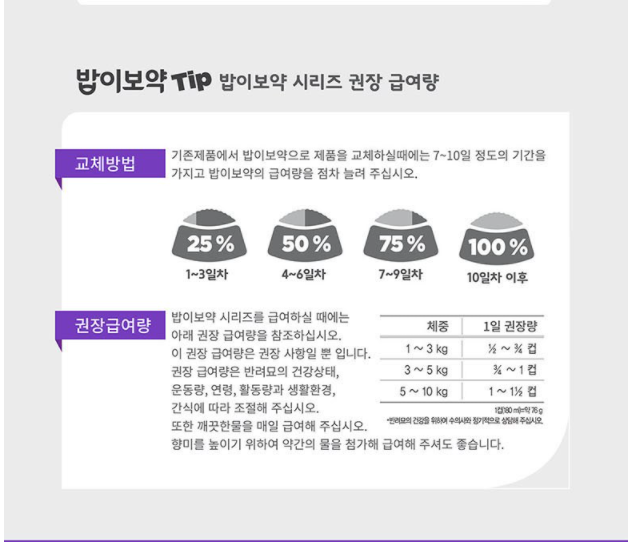 밥이보약 Tip 밥이보약 시리즈 권장 급여량
교체방법
기존제품에서 밥이보약으로 제품을 교체하실때에는 7~10일 정도의 기간을
가지고 밥이보약의 급여량을 점차 늘려 주십시오.
25% 50% 75% 100%
1~3일차 4~6일차 7~9일차 10일차 이후
권장급여량
밥이보약 시리즈를 급여하실 때에는
아래 권장 급여량을 참조하십시오.
이 권장 급여량은 권장 사항일 뿐 입니다.
권장 급여량은 반려묘의 건강상태,
운동량, 연령, 활동량과 생활환경,
간식에 따라 조절해 주십시오.
또한 깨끗한물을 매일 급여해 주십시오.
향미를 높이기 위하여 약간의 물을 첨가해 급여해 주셔도 좋습니다.
체중 1일 권장량
1 ~ 3 kg ½ ~ ¾ 컵
3 ~ 5 kg ¾ ~ 1 컵
5 ~ 10 kg 1 ~ 1½ 컵
1컵(180 ml)=약 76 g
*반려묘의 건강을 위하여 수의사와 정기적으로 상담해 주십시오.